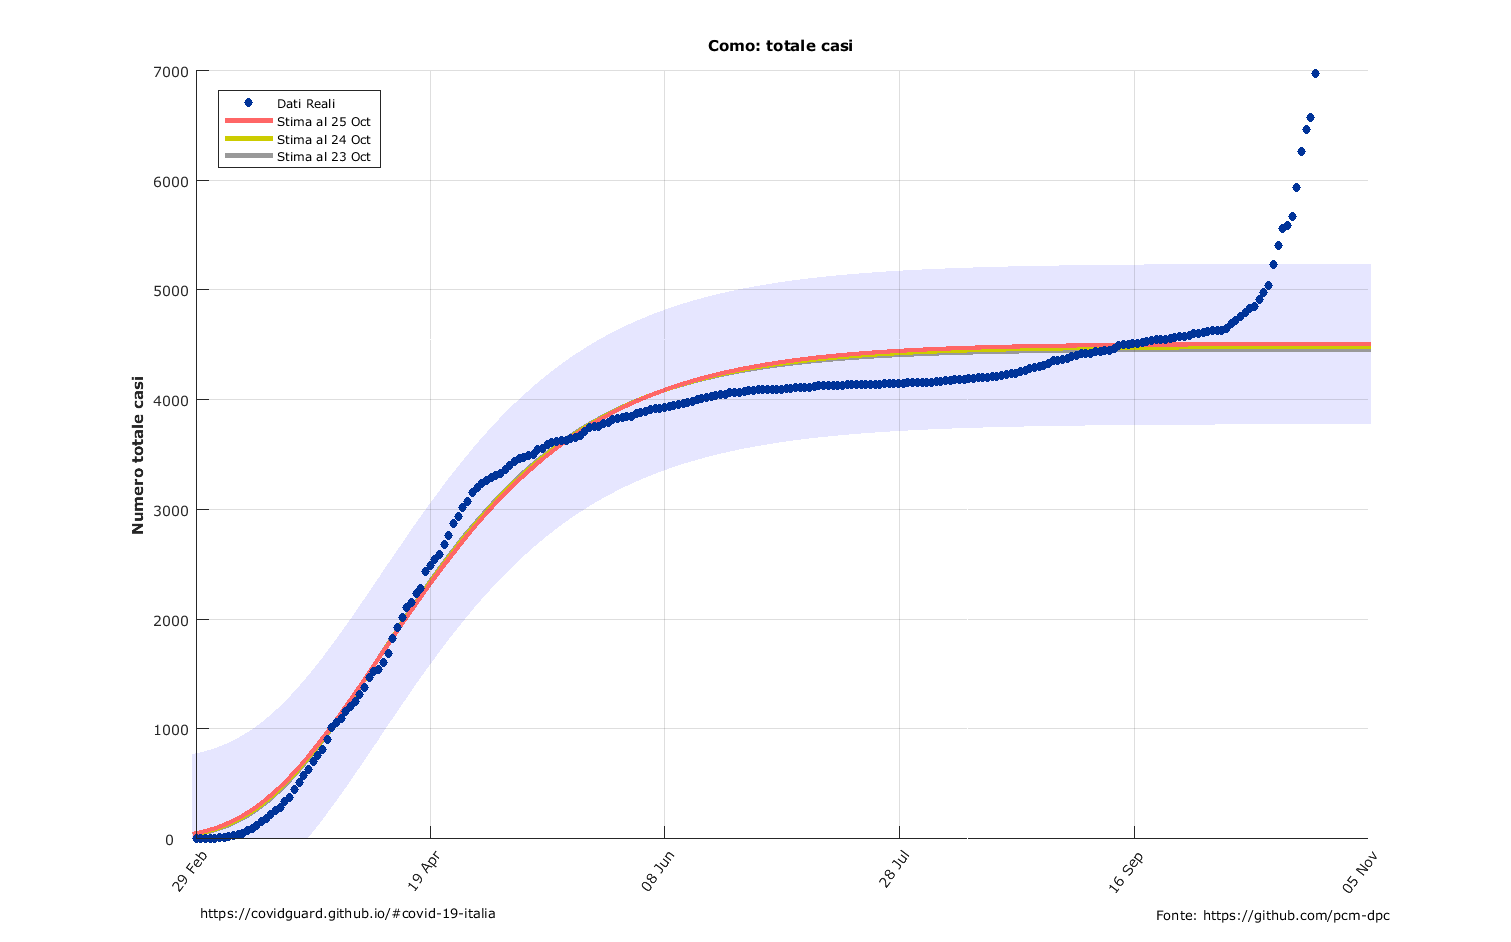 Como: totale casi
7000
6000
5000
4000
3000
2000
1000
0
Numero totale casi
Dati Reali
Stima al 25 Oct
Stima al 24 Oct
Stima al 23 Oct
29 Feb
19 Apr
08 Jun
28 Jul
16 Sep
05 Nov
https://covidguard.github.io/#covid-19-italia
Fonte: https://github.com/pcm-dpc